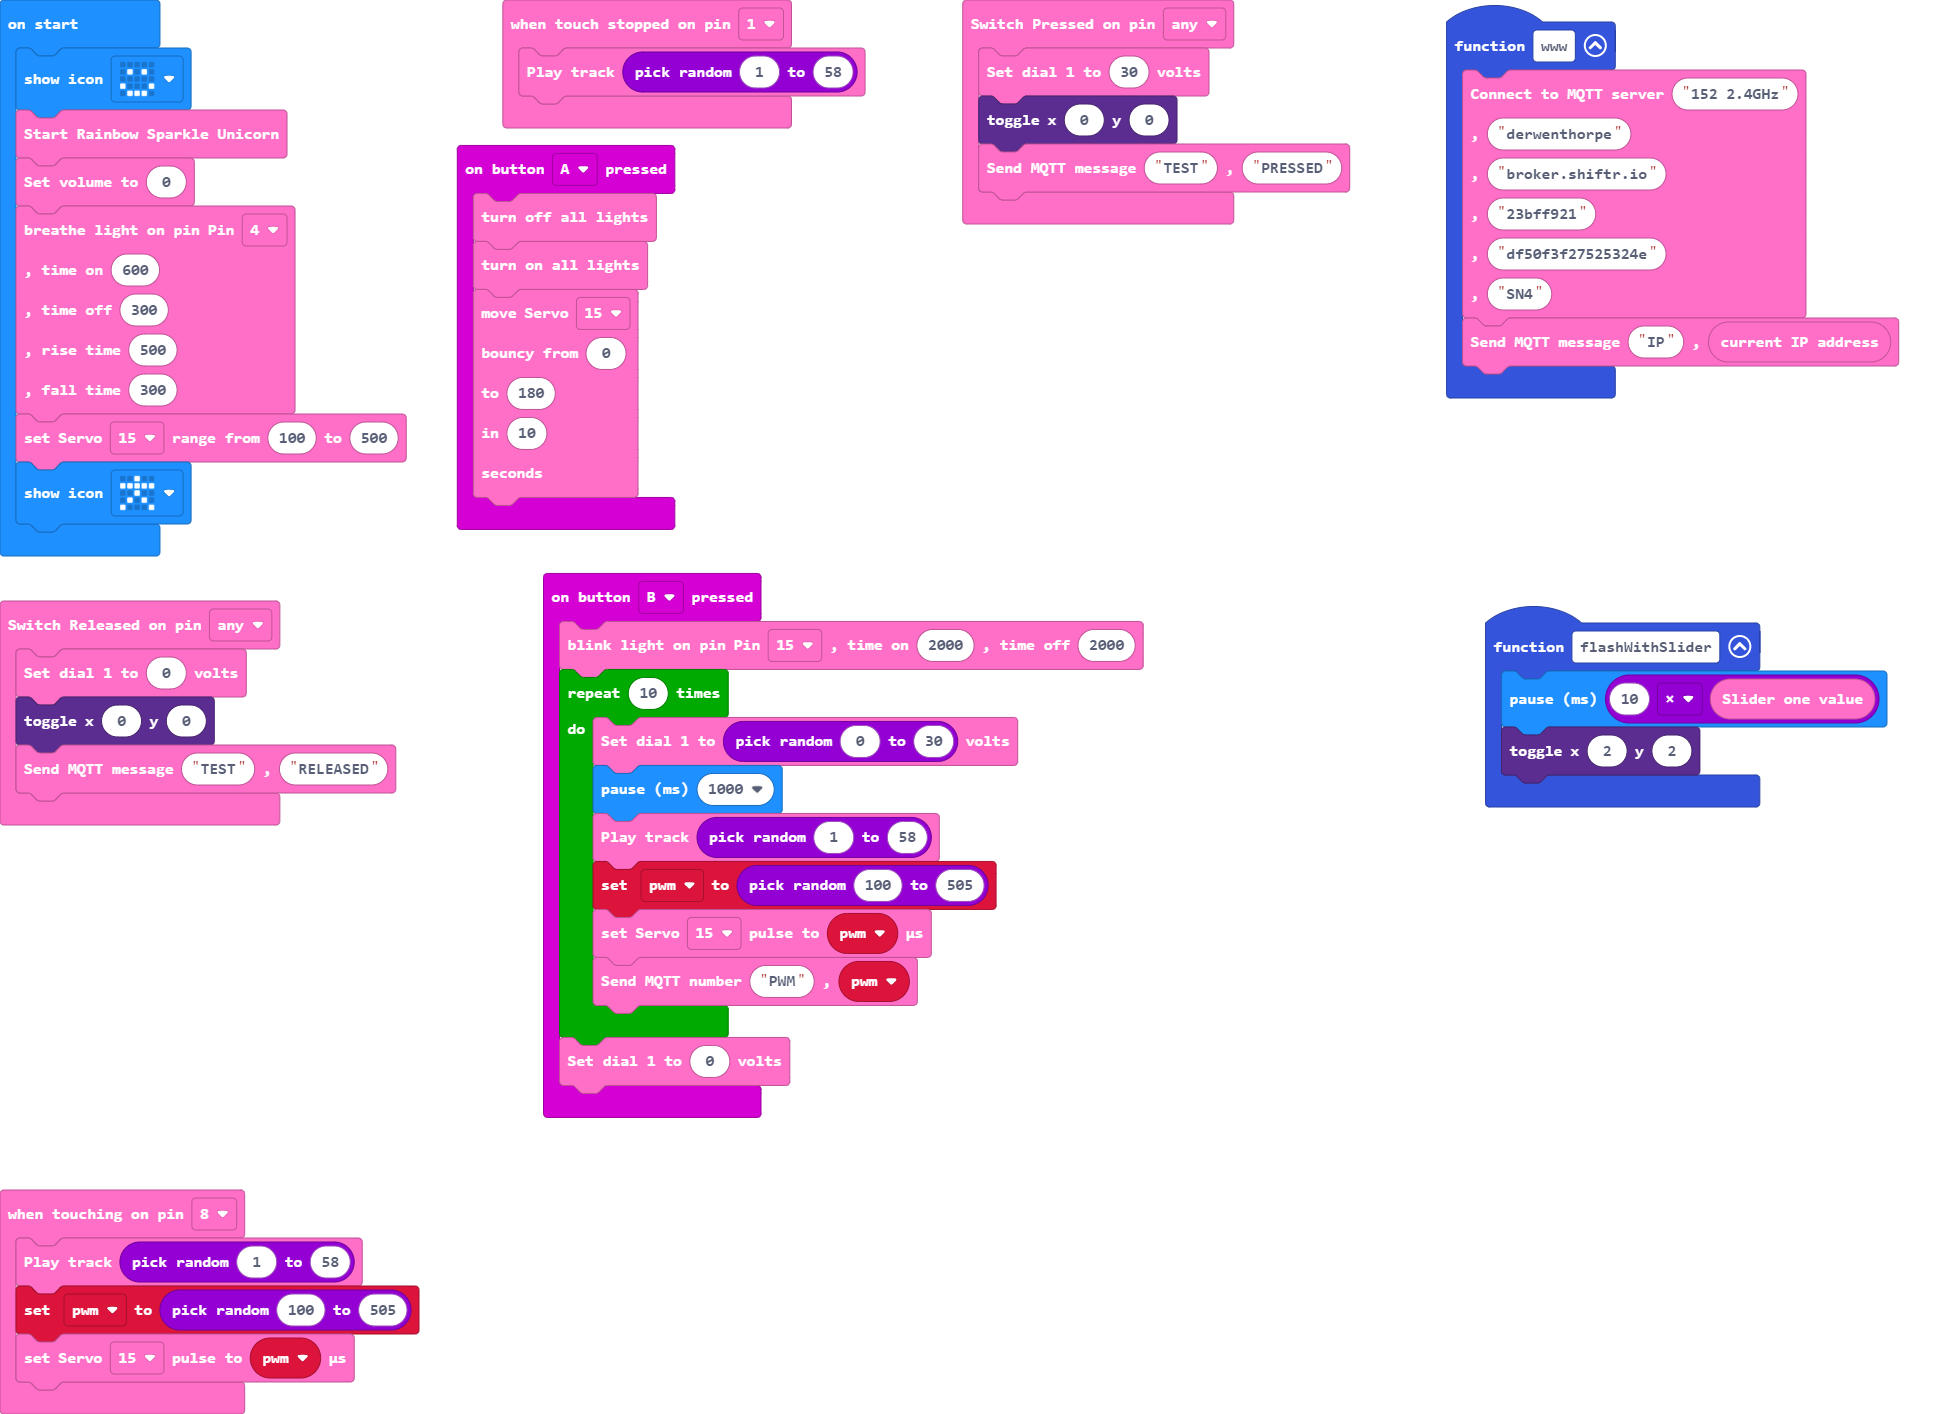 on start
show icon
Start Rainbow Sparkle Unicorn
Set volume to 0
breathe light on pin Pin 4
, time on 600
, time off 300
, rise time 500
, fall time 300
set Servo 15 range from 100 to 500
show icon
when touch stopped on pin 1
Play track pick random 1 to 58
on button A pressed
turn off all lights
turn on all lights
move Servo 15
bouncy from 0
to 180
in 10
seconds
Switch Pressed on pin any
Set dial 1 to 30 volts
toggle x 0 y 0
Send MQTT message "TEST" , "PRESSED"
function www
Connect to MQTT server "152 2.4GHz"
, "derwenthorpe"
, "broker.shiftr.io"
, "23bff921"
, "df50f3f27525324e"
, "SN4"
Send MQTT message "IP" , current IP address
Switch Released on pin any
Set dial 1 to 0 volts
toggle x 0 y 0
Send MQTT message "TEST" , "RELEASED"
on button B pressed
blink light on pin Pin 15 , time on 2000 , time off 2000
repeat 10 times
do
Set dial 1 to pick random 0 to 30 volts
pause (ms) 1000
Play track pick random 1 to 58
set pwm to pick random 100 to 505
set Servo 15 pulse to pwm µs
Send MQTT number "PWM" , pwm
Set dial 1 to 0 volts
function flashWithSlider
pause (ms) 10 × Slider one value
toggle x 2 y 2
when touching on pin 8
Play track pick random 1 to 58
set pwm to pick random 100 to 505
set Servo 15 pulse to pwm µs